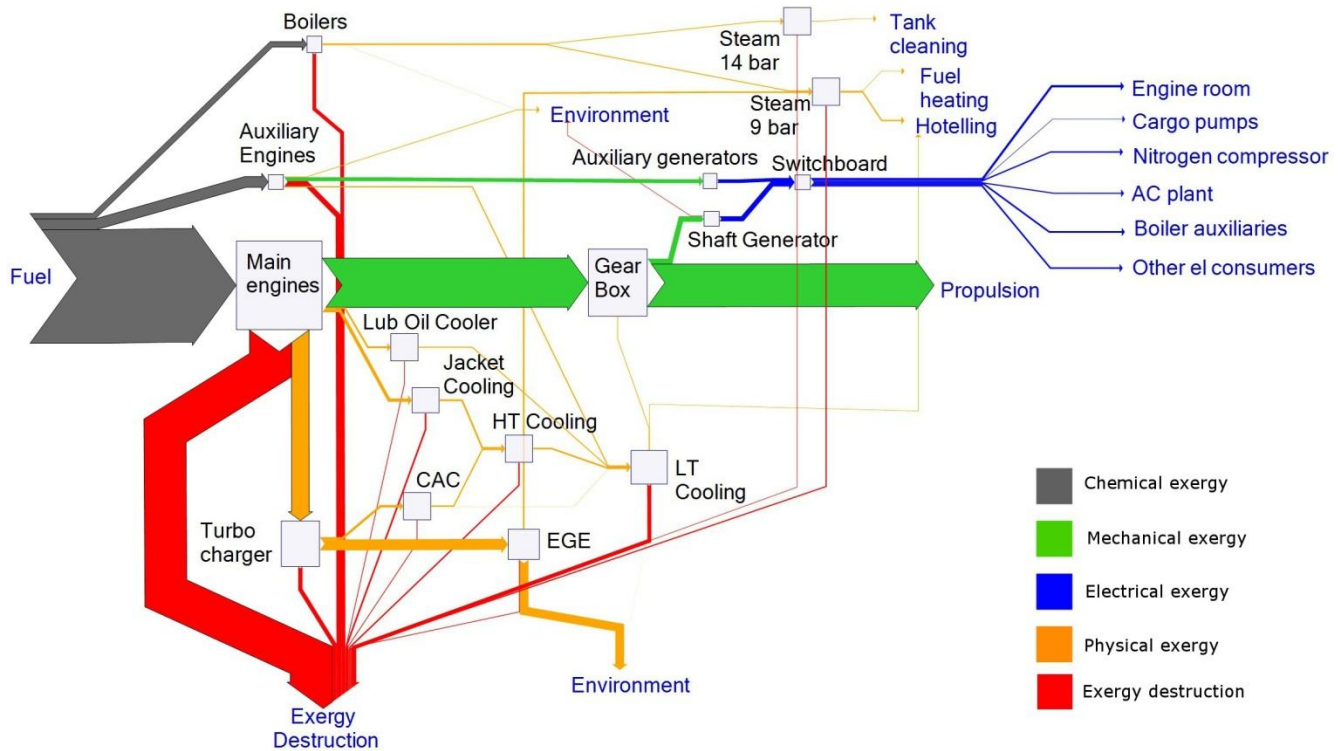 Boilers
Steam
14 bar
Tank
cleaning
Fuel
heating
Steam
9 bar
Hotelling
Engine room
Cargo pumps
Nitrogen compressor
AC plant
Boiler auxiliaries
Other el consumers
Environment
Auxiliary
Engines
Auxiliary generators
Switchboard
Shaft Generator
Fuel
Main
engines
Gear
Box
Propulsion
Lub Oil Cooler
Jacket
Cooling
HT Cooling
CAC
LT
Cooling
Turbo
charger
EGE
Environment
Exergy
Destruction
Chemical exergy
Mechanical exergy
Electrical exergy
Physical exergy
Exergy destruction